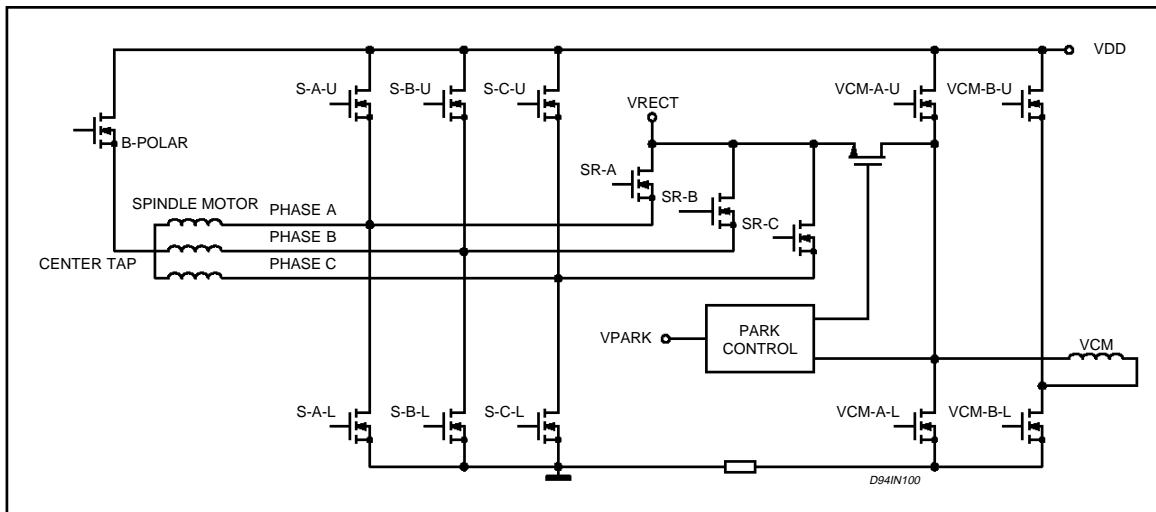 VDD
S-A-U
S-B-U
S-C-U
VCM-A-U
VCM-B-U
VRECT
B-POLAR
SR-A
SR-B
SR-C
SPINDLE MOTOR
PHASE A
PHASE B
CENTER TAP
PHASE C
VPARK
PARK
CONTROL
VCM
S-A-L
S-B-L
S-C-L
VCM-A-L
VCM-B-L
D94IN100